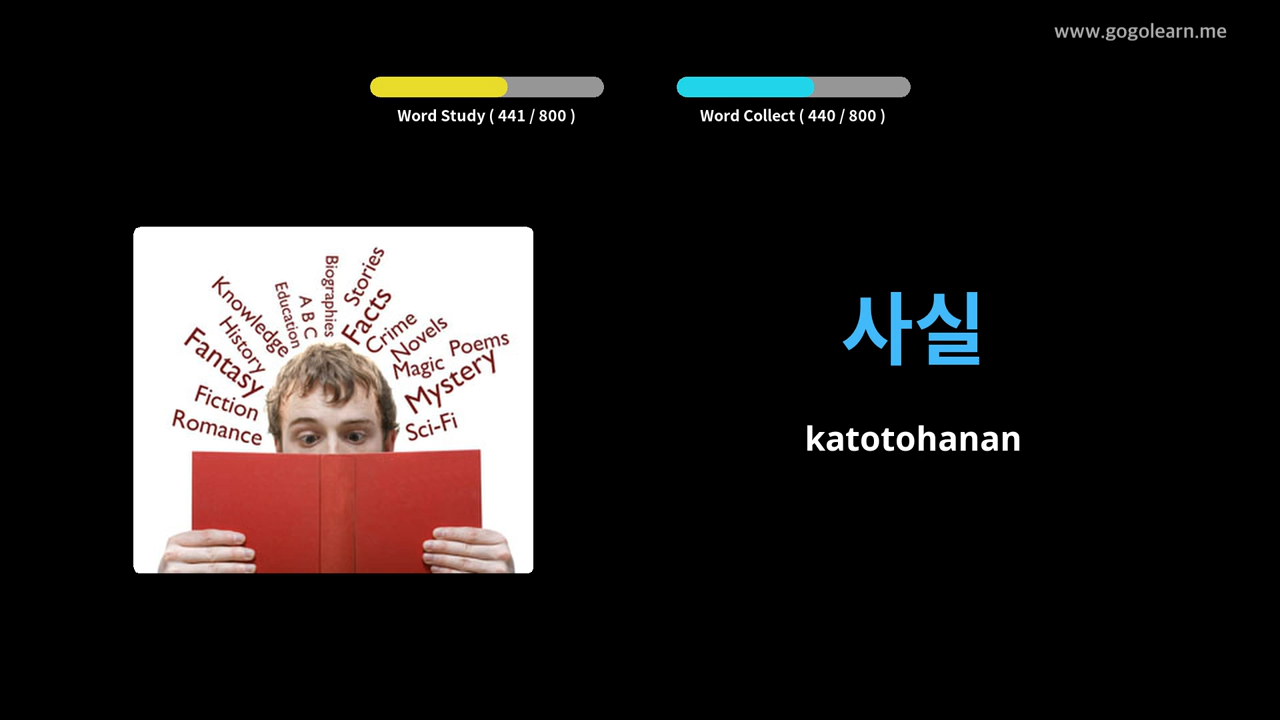 www.gogolearn.me
Word Study ( 441 / 800 )
Word Collect ( 440 / 800 )
Stories
Biographies
Facts
A B C
Education
Knowledge
Crime
Novels
History
Poems
Magic
Fantasy
Mystery
Fiction
Sci-Fi
Romance
사실
katotohanan